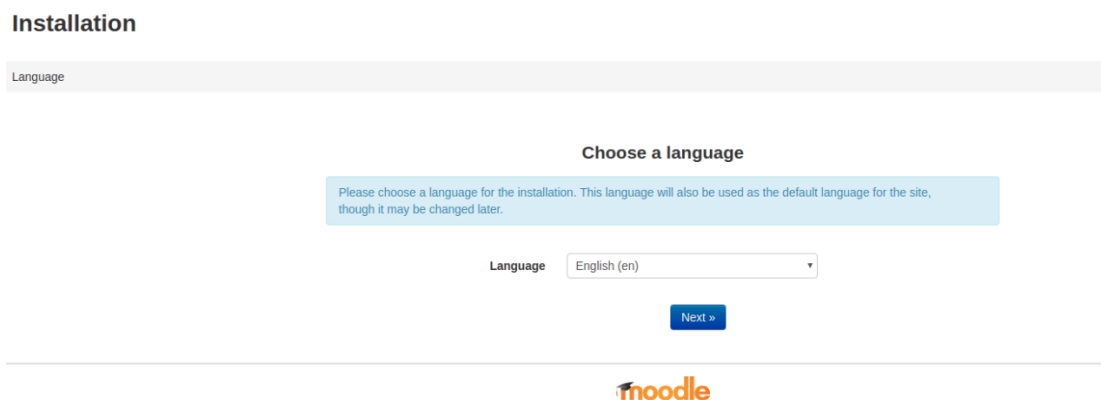 Installation
Language
Choose a language
Please choose a language for the installation. This language will also be used as the default language for the site,
though it may be changed later.
Language English (en)
Next »
moodle